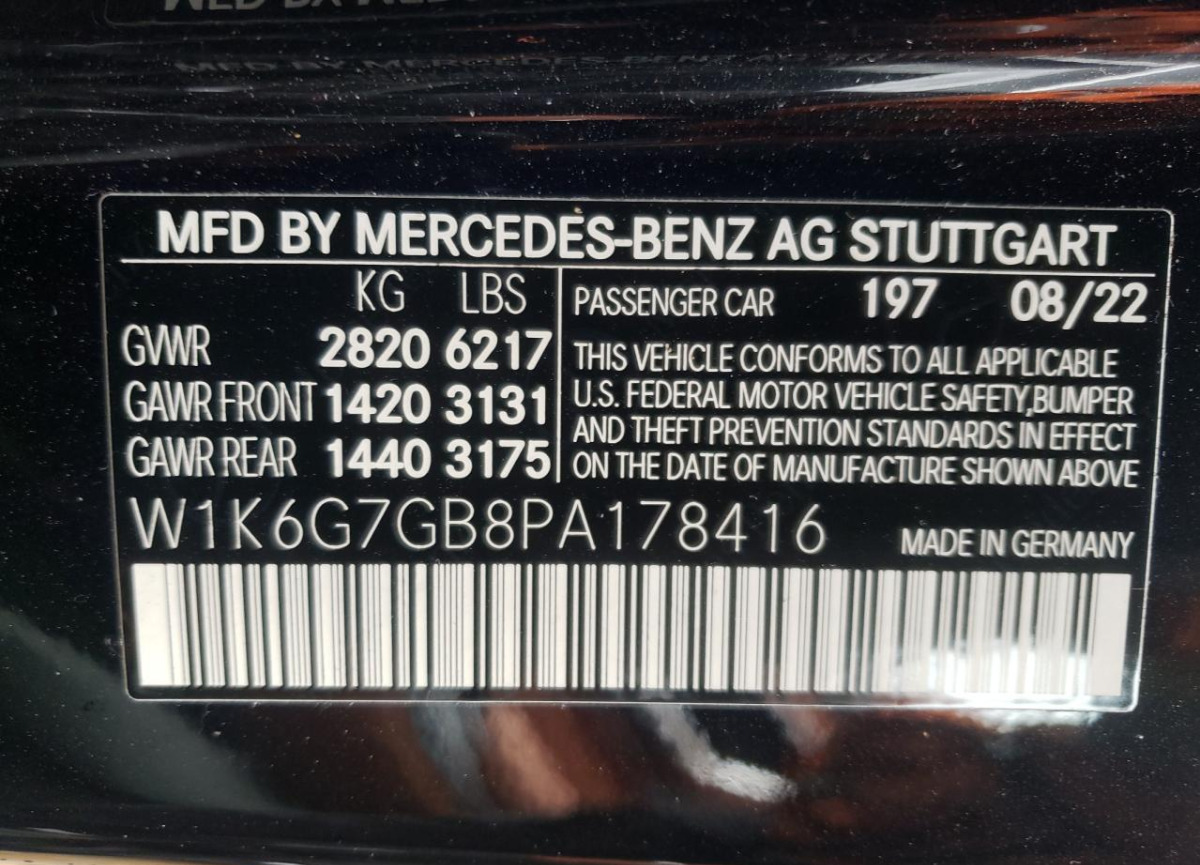 MFD BY MERCEDES-BENZ AG STUTTGART
KG LBS
GVWR 2820 6217
GAWR FRONT 1420 3131
GAWR REAR 1440 3175
PASSENGER CAR 197 08/22
THIS VEHICLE CONFORMS TO ALL APPLICABLE
U.S. FEDERAL MOTOR VEHICLE SAFETY,BUMPER
AND THEFT PREVENTION STANDARDS IN EFFECT
ON THE DATE OF MANUFACTURE SHOWN ABOVE
W1K6G7GB8PA178416
MADE IN GERMANY